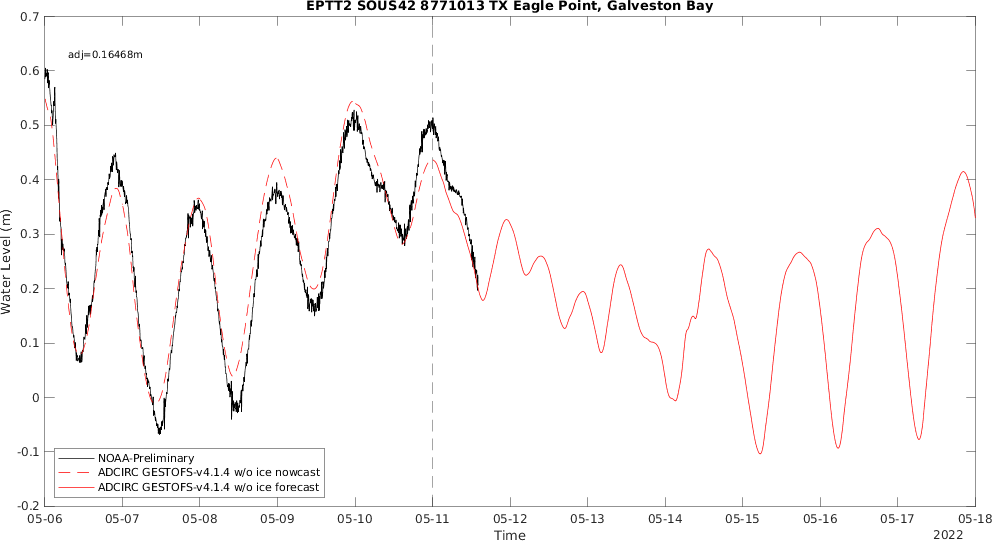 EPTT2 SOUS42 8771013 TX Eagle Point, Galveston Bay
0.7
adj=0.16468m
0.6
0.5
0.4
0.3
0.2
0.1
0
-0.1
-0.2
Water Level (m)
NOAA-Preliminary
ADCIRC GESTOFS-v4.1.4 w/o ice nowcast
ADCIRC GESTOFS-v4.1.4 w/o ice forecast
05-06 05-07 05-08 05-09 05-10 05-11 05-12 05-13 05-14 05-15 05-16 05-17 05-18
Time
2022